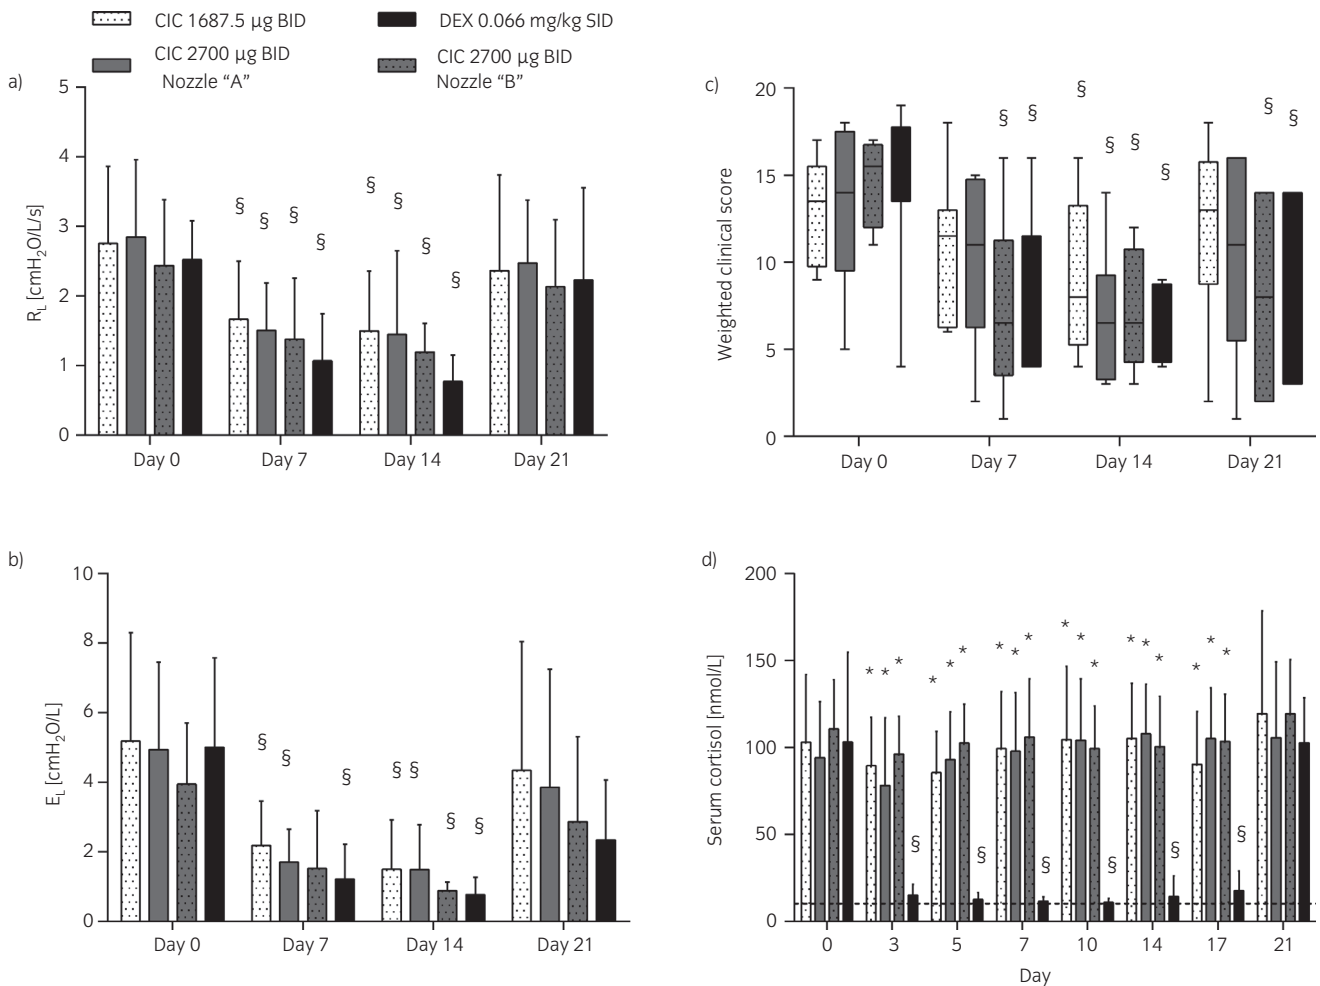 CIC 1687.5 µg BID
DEX 0.066 mg/kg SID
CIC 2700 µg BID
Nozzle “A”
CIC 2700 µg BID
Nozzle “B”
a)
5
4
3
2
1
0
R_L [cmH₂O/L/s]
§ § § §
§ § § §
Day 0 Day 7 Day 14 Day 21
c)
20
15
10
5
0
Weighted clinical score
§ §
§ § § §
§ §
Day 0 Day 7 Day 14 Day 21
b)
10
8
6
4
2
0
E_L [cmH₂O/L]
§ § §
§ § § §
Day 0 Day 7 Day 14 Day 21
d)
200
150
100
50
0
Serum cortisol [nmol/L]
* * * §
* * * §
* * * §
* * * §
* * * §
* * * §
0 3 5 7 10 14 17 21
Day